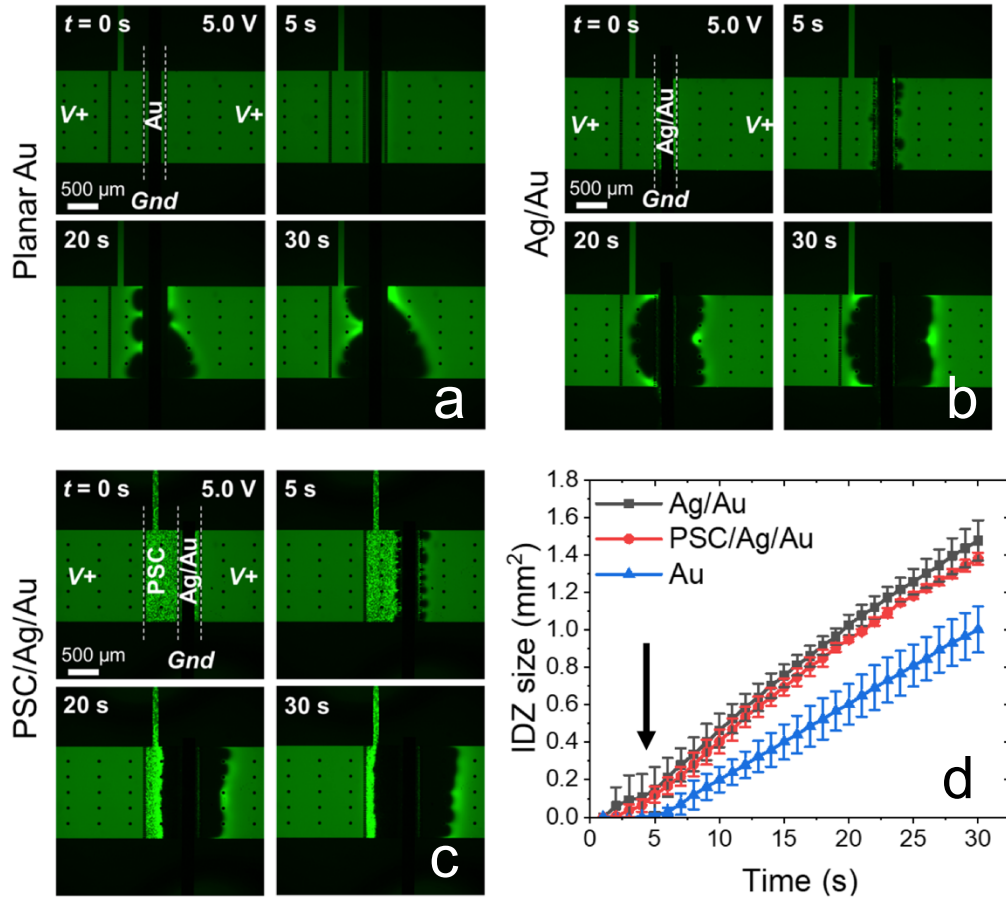 Planar Au
t = 0 s 5.0 V
V+ Au V+
500 µm
Gnd
5 s
20 s
30 s
a
Ag/Au
t = 0 s 5.0 V
V+ Ag/Au V+
500 µm
Gnd
5 s
20 s
30 s
b
PSC/Ag/Au
t = 0 s 5.0 V
V+ PSC Ag/Au V+
500 µm
Gnd
5 s
20 s
30 s
c
IDZ size (mm²)
1.8
1.6
1.4
1.2
1.0
0.8
0.6
0.4
0.2
0.0
Ag/Au
PSC/Ag/Au
Au
d
0 5 10 15 20 25 30
Time (s)